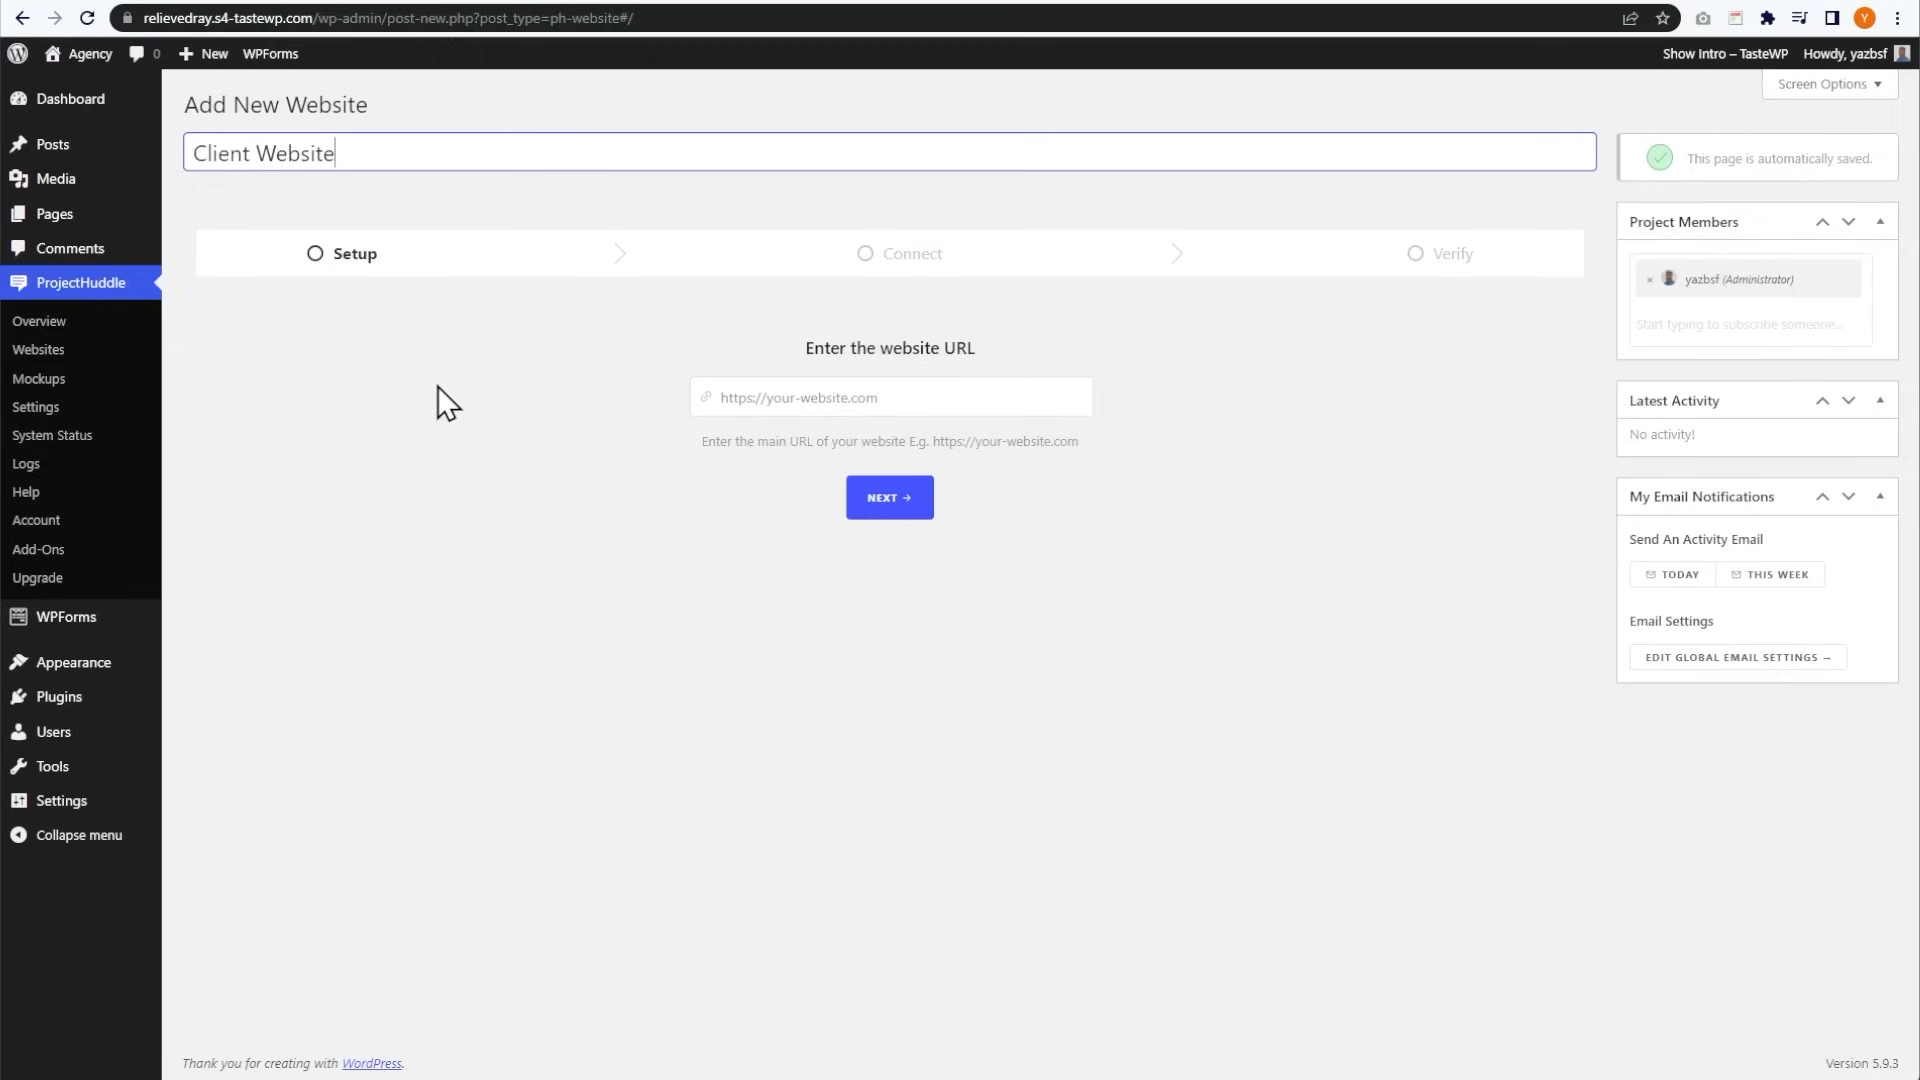 relievedray.s4-tastewp.com/wp-admin/post-new.php?post_type=ph-website#/
Y
Agency
0
New
WPForms
Show Intro – TasteWP
Howdy, yazbsf
Screen Options
Dashboard
Posts
Media
Pages
Comments
ProjectHuddle
Overview
Websites
Mockups
Settings
System Status
Logs
Help
Account
Add-Ons
Upgrade
WPForms
Appearance
Plugins
Users
Tools
Settings
Collapse menu
Add New Website
Client Website
Setup
Connect
Verify
Enter the website URL
https://your-website.com
Enter the main URL of your website E.g. https://your-website.com
NEXT →
This page is automatically saved.
Project Members
× yazbsf (Administrator)
Start typing to subscribe someone...
Latest Activity
No activity!
My Email Notifications
Send An Activity Email
TODAY
THIS WEEK
Email Settings
EDIT GLOBAL EMAIL SETTINGS →
Thank you for creating with WordPress.
Version 5.9.3